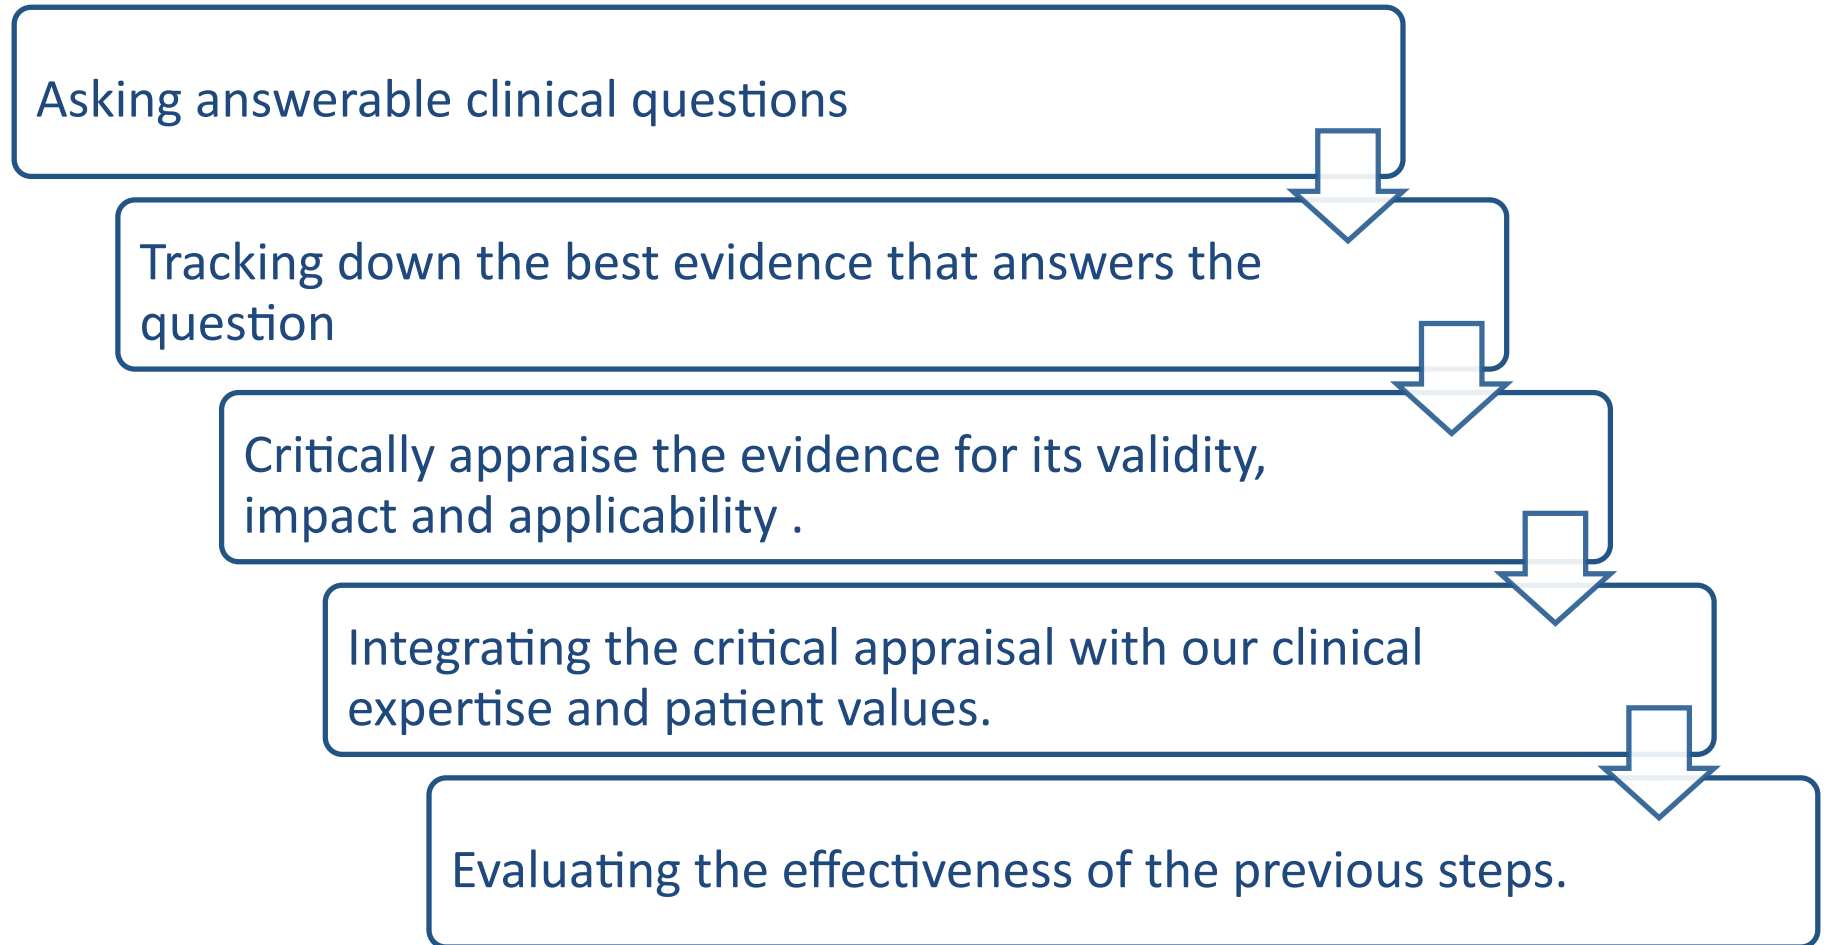 Asking answerable clinical questions
Tracking down the best evidence that answers the
question
Critically appraise the evidence for its validity,
impact and applicability .
Integrating the critical appraisal with our clinical
expertise and patient values.
Evaluating the effectiveness of the previous steps.